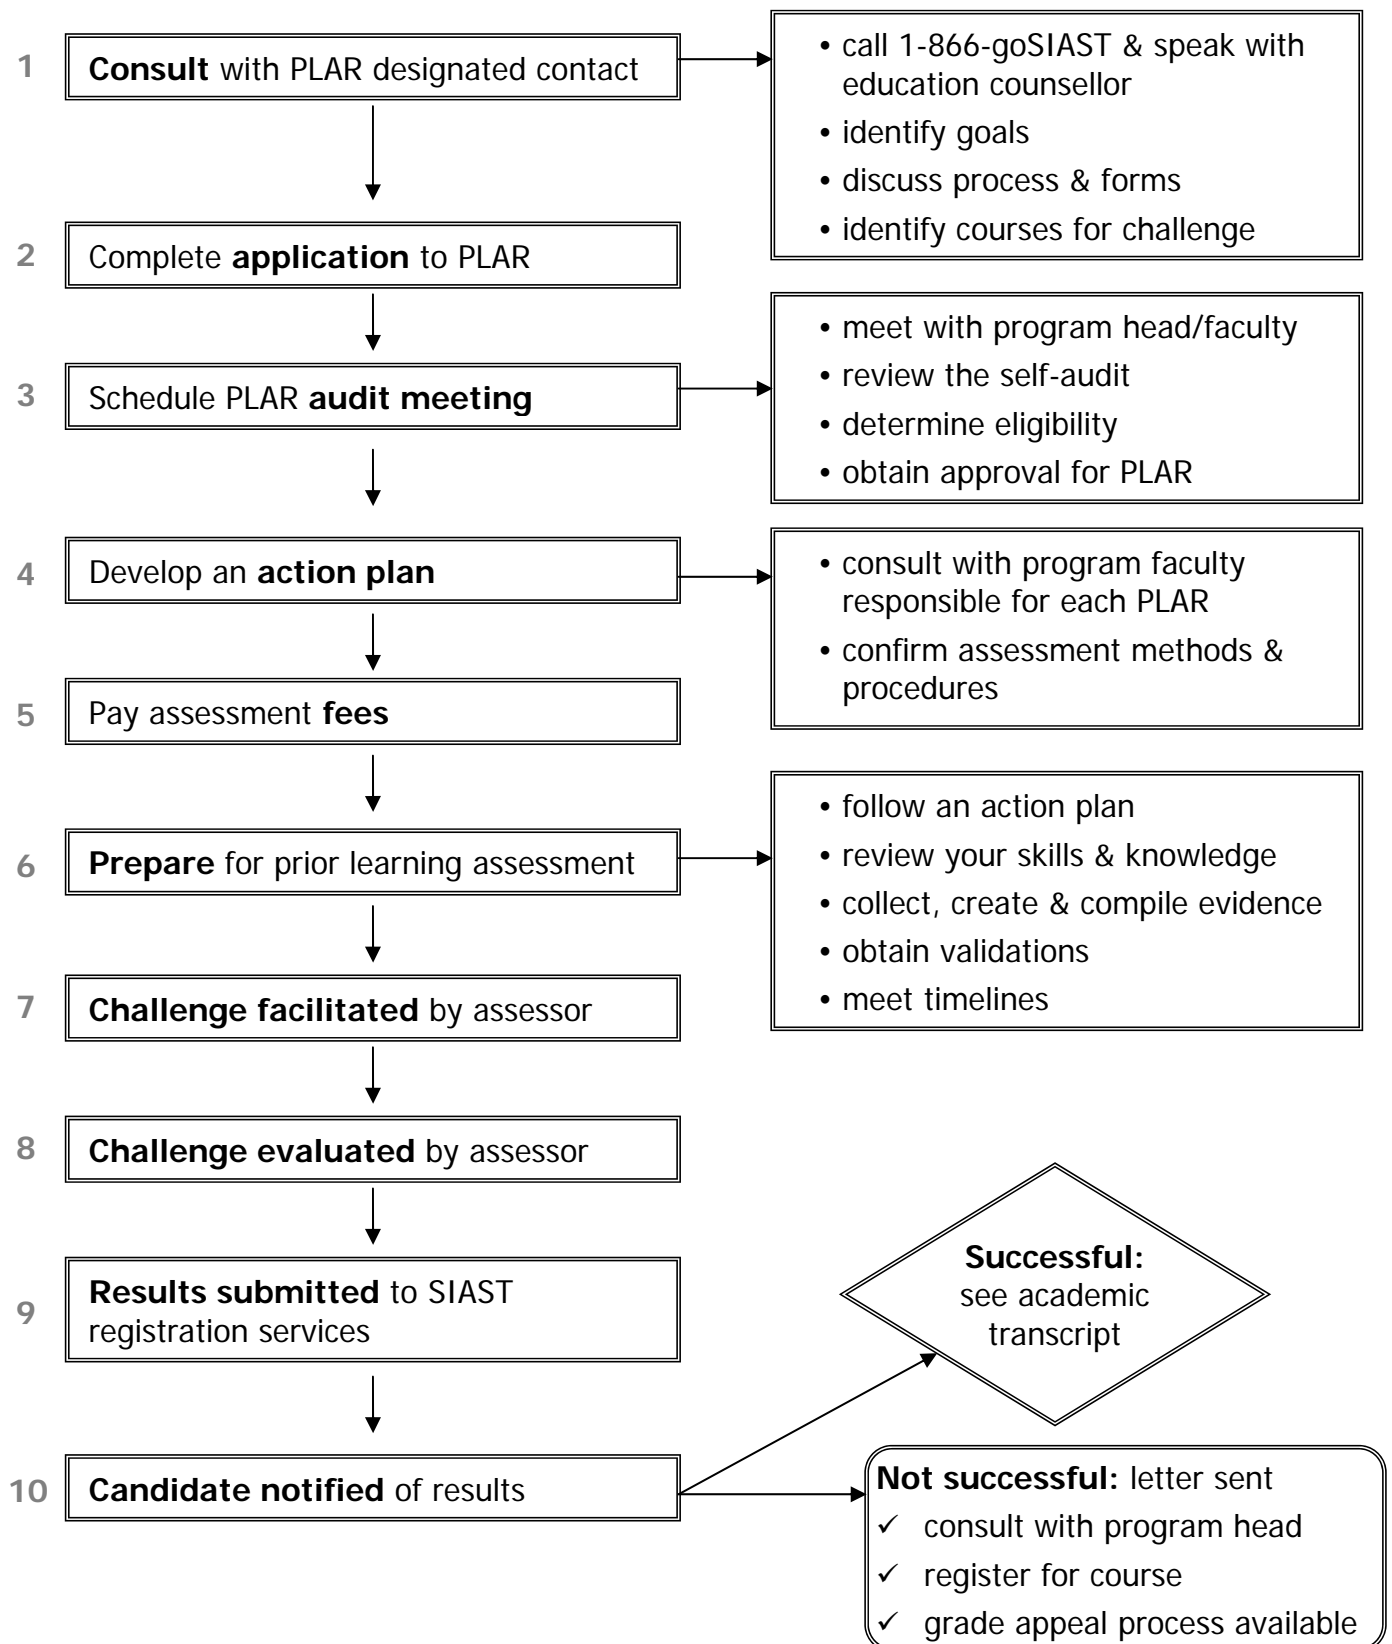 1
Consult with PLAR designated contact
• call 1-866-goSIAST & speak with
education counsellor
• identify goals
• discuss process & forms
• identify courses for challenge
2
Complete application to PLAR
3
Schedule PLAR audit meeting
• meet with program head/faculty
• review the self-audit
• determine eligibility
• obtain approval for PLAR
4
Develop an action plan
• consult with program faculty
responsible for each PLAR
• confirm assessment methods &
procedures
5
Pay assessment fees
6
Prepare for prior learning assessment
• follow an action plan
• review your skills & knowledge
• collect, create & compile evidence
• obtain validations
• meet timelines
7
Challenge facilitated by assessor
8
Challenge evaluated by assessor
9
Results submitted to SIAST
registration services
10
Candidate notified of results
Successful:
see academic
transcript
Not successful: letter sent
✓ consult with program head
✓ register for course
✓ grade appeal process available